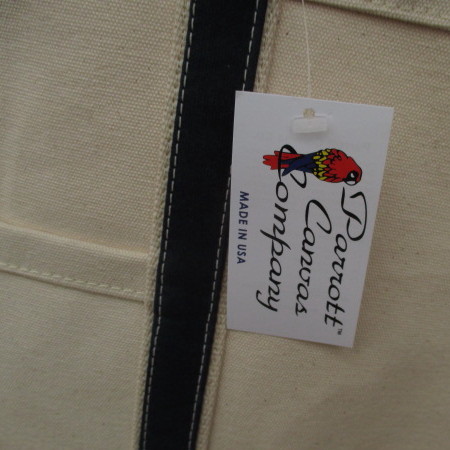 Parrott™
Canvas
Company
MADE IN USA